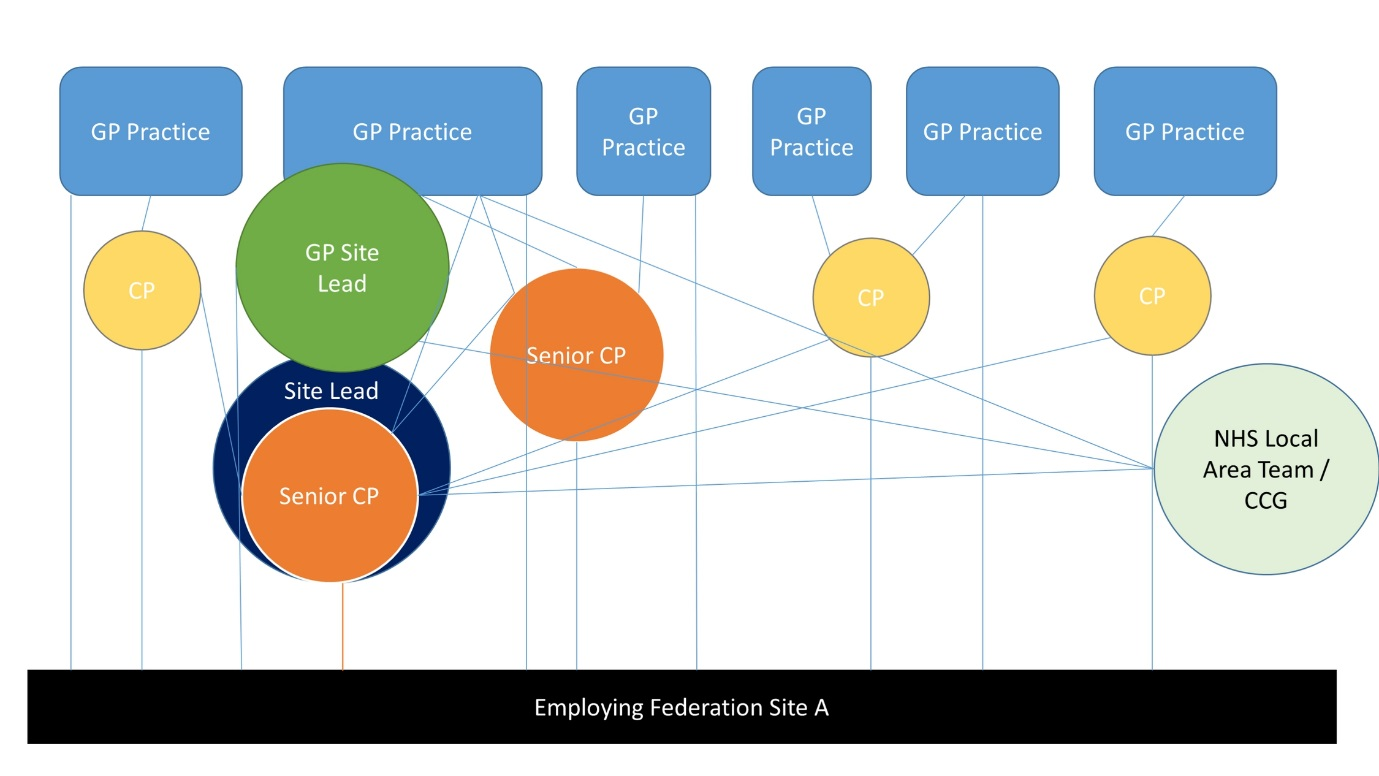 GP Practice
GP Practice
GP
Practice
GP
Practice
GP Practice
GP Practice
GP Site
Lead
CP
CP
CP
Senior CP
Site Lead
Senior CP
NHS Local
Area Team /
CCG
Employing Federation Site A